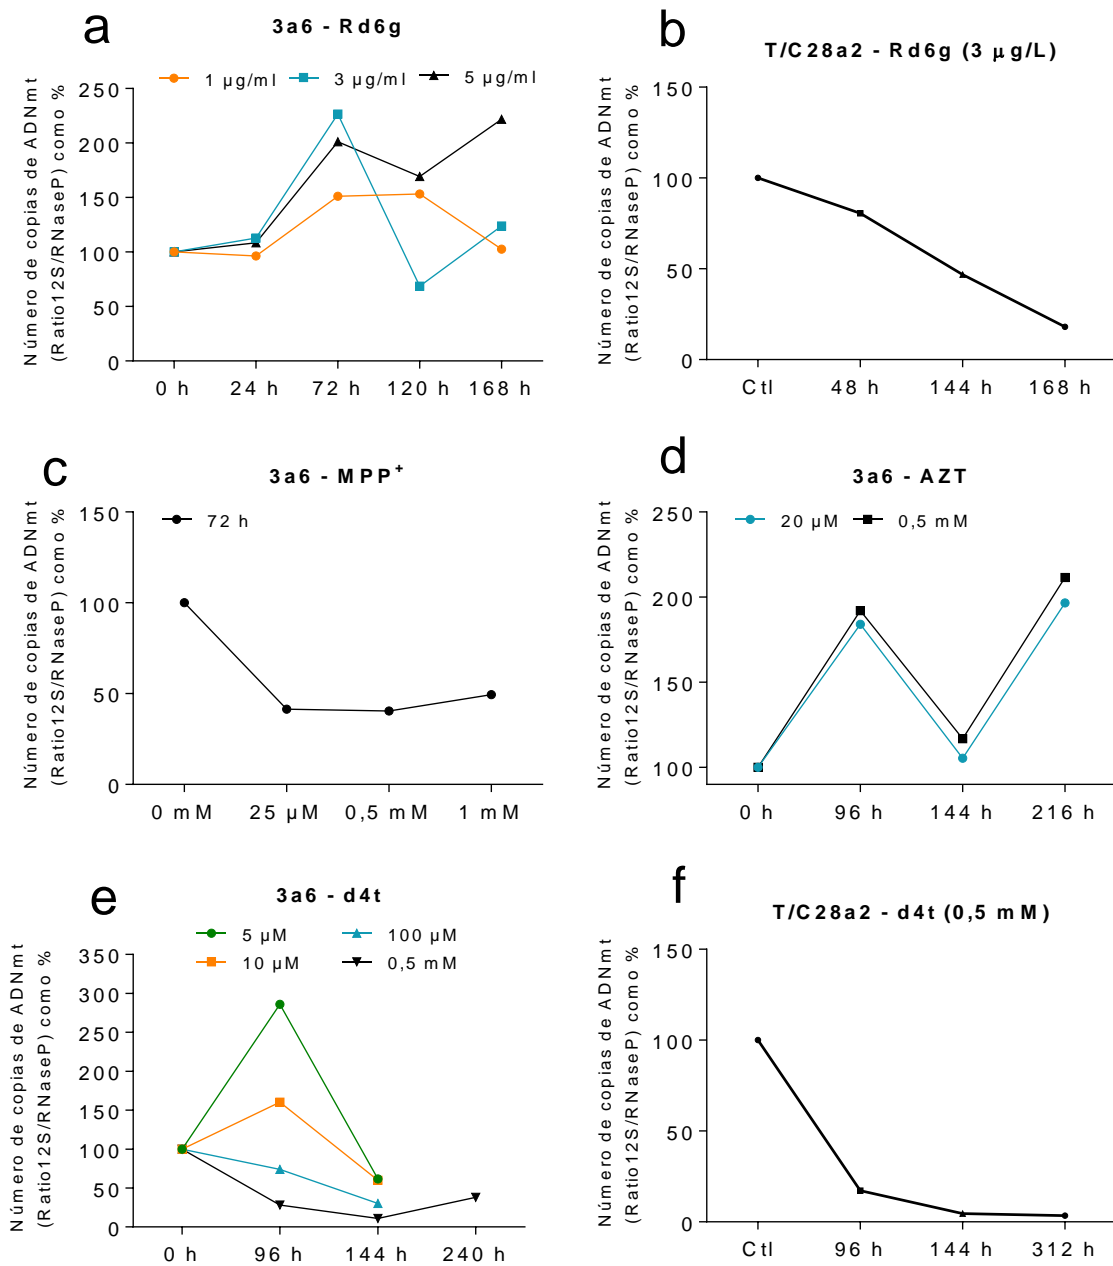 a
3a6 - Rd6g
1 µg/ml
3 µg/ml
5 µg/ml
Número de copias de ADNmt
(Ratio12S/RNaseP) como %
250
200
150
100
50
0
0 h
24 h
72 h
120 h
168 h
b
T/C28a2 - Rd6g (3 µg/L)
Número de copias de ADNmt
(Ratio12S/RNaseP) como %
150
100
50
0
Ctl
48 h
144 h
168 h
c
3a6 - MPP+
72 h
Número de copias de ADNmt
(Ratio12S/RNaseP) como %
150
100
50
0
0 mM
25 µM
0,5 mM
1 mM
d
3a6 - AZT
20 µM
0,5 mM
Número de copias de ADNmt
(Ratio12S/RNaseP) como %
250
200
150
100
0 h
96 h
144 h
216 h
e
3a6 - d4t
5 µM
100 µM
10 µM
0,5 mM
Número de copias de ADNmt
(Ratio12S/RNaseP) como %
350
300
250
200
150
100
50
0
0 h
96 h
144 h
240 h
f
T/C28a2 - d4t (0,5 mM)
Número de copias de ADNmt
(Ratio12S/RNaseP) como %
150
100
50
0
Ctl
96 h
144 h
312 h